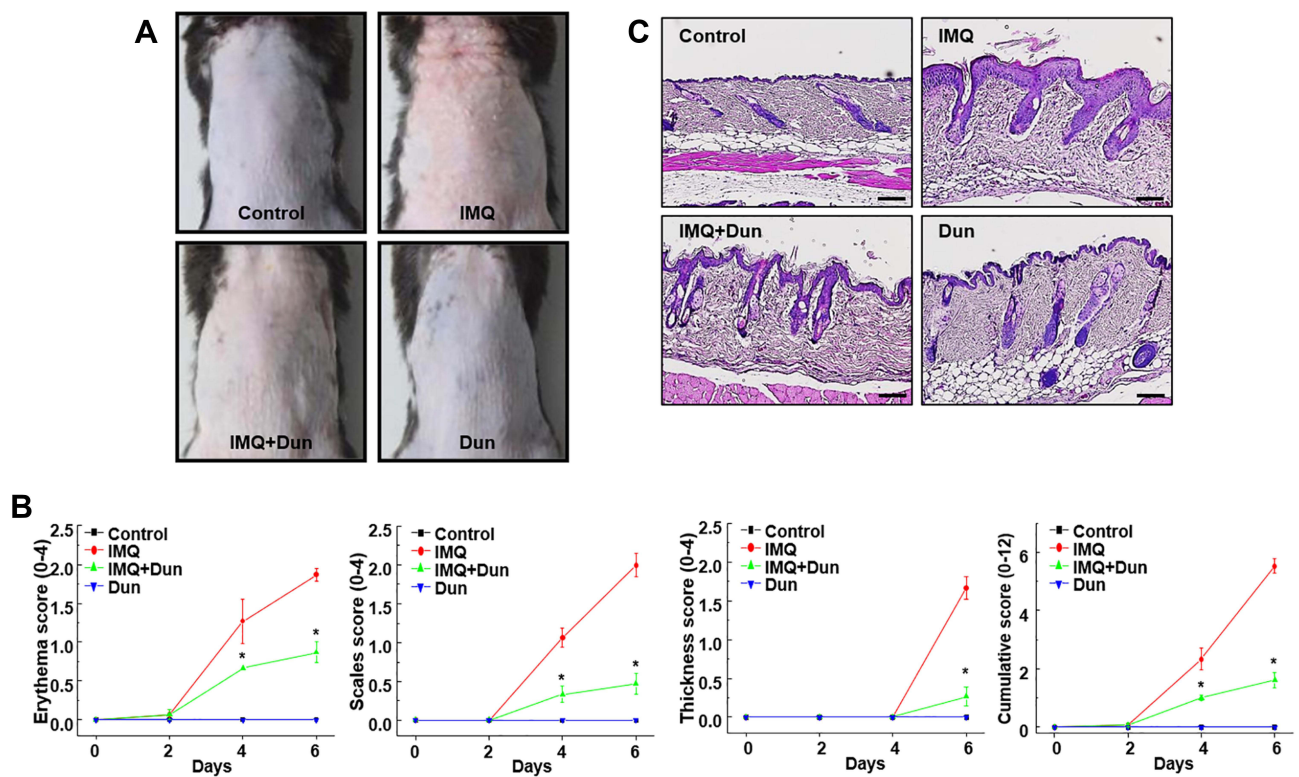 A
Control
IMQ
IMQ+Dun
Dun
C
Control
IMQ
IMQ+Dun
Dun
B
Erythema score (0-4)
2.5
2.0
1.5
1.0
0.5
0.0
Control
IMQ
IMQ+Dun
Dun
*
*
0 2 4 6
Days
Scales score (0-4)
2.5
2.0
1.5
1.0
0.5
0.0
Control
IMQ
IMQ+Dun
Dun
*
*
0 2 4 6
Days
Thickness score (0-4)
2.5
2.0
1.5
1.0
0.5
0.0
Control
IMQ
IMQ+Dun
Dun
*
0 2 4 6
Days
Cumulative score (0-12)
6
4
2
0
Control
IMQ
IMQ+Dun
Dun
*
*
0 2 4 6
Days